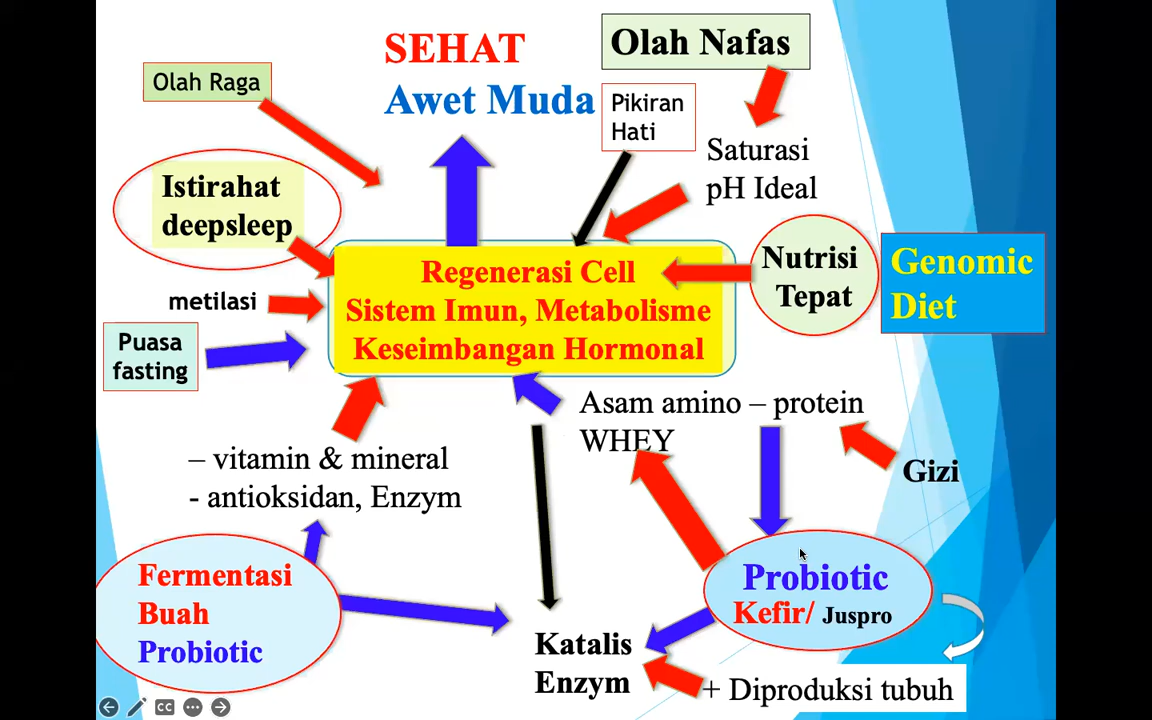 SEHAT
Awet Muda
Olah Nafas
Olah Raga
Pikiran
Hati
Saturasi
pH Ideal
Istirahat
deepsleep
Nutrisi
Tepat
Genomic
Diet
Regenerasi Cell
Sistem Imun, Metabolisme
Keseimbangan Hormonal
metilasi
Puasa
fasting
Asam amino – protein
WHEY
Gizi
– vitamin & mineral
- antioksidan, Enzym
Fermentasi
Buah
Probiotic
Probiotic
Kefir/ Juspro
Katalis
Enzym
+ Diproduksi tubuh
CC